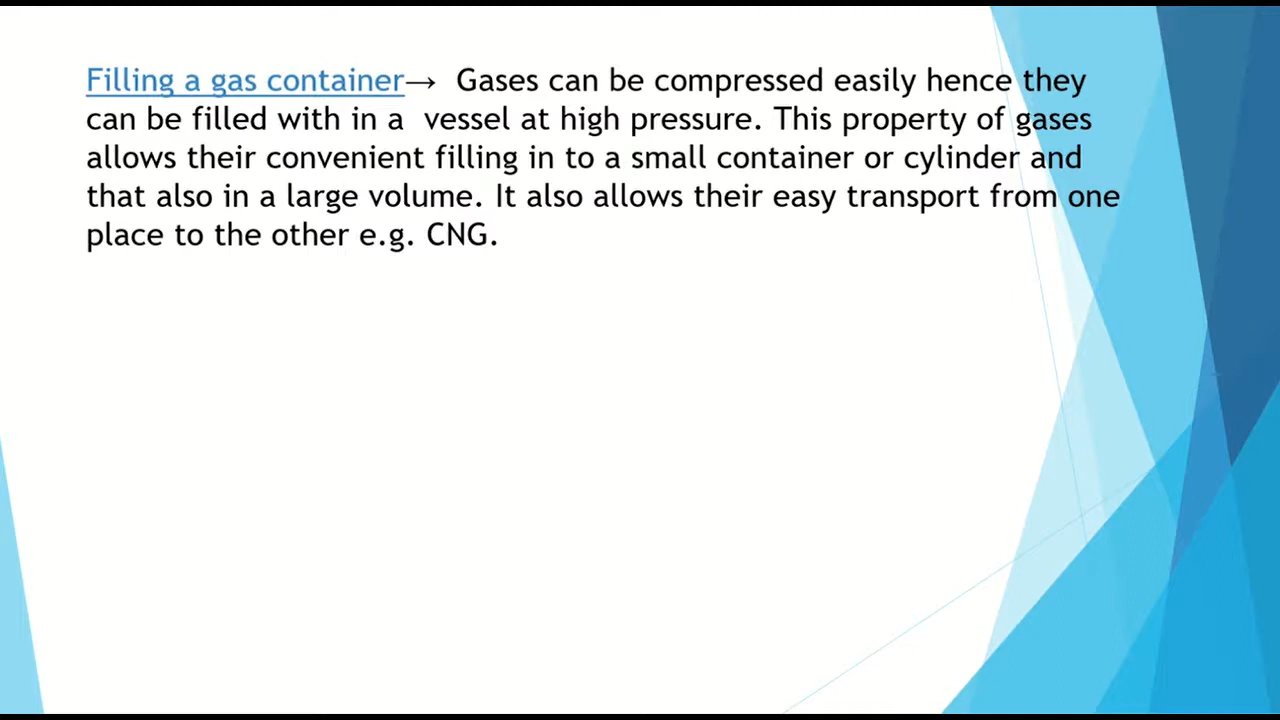 Filling a gas container→ Gases can be compressed easily hence they
can be filled with in a vessel at high pressure. This property of gases
allows their convenient filling in to a small container or cylinder and
that also in a large volume. It also allows their easy transport from one
place to the other e.g. CNG.